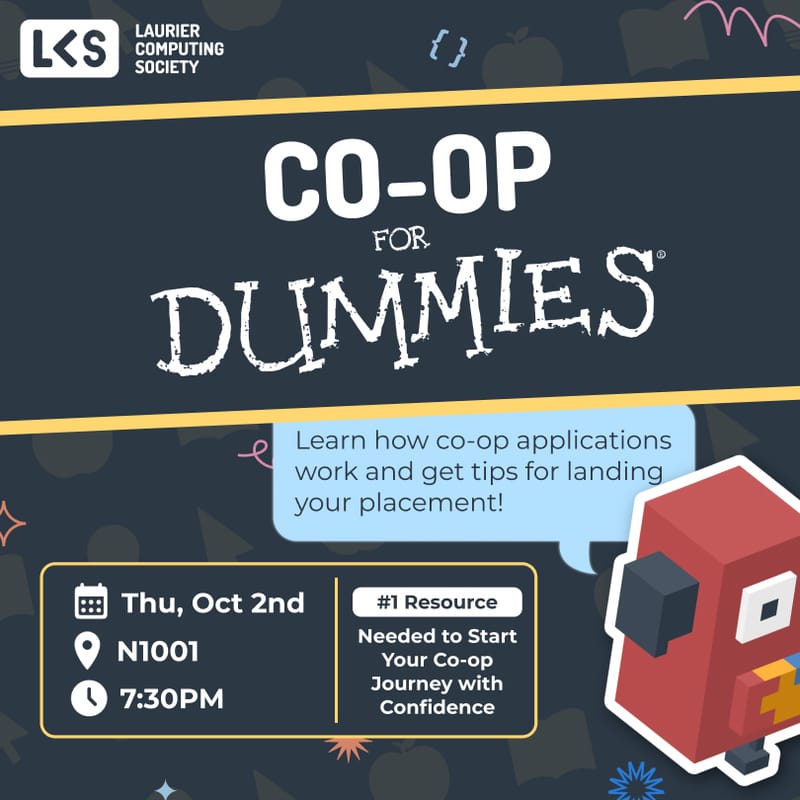 LCS
LAURIER
COMPUTING
SOCIETY
{ }
CO-OP
FOR
DUMMIES®
Learn how co-op applications
work and get tips for landing
your placement!
Thu, Oct 2nd
N1001
7:30PM
#1 Resource
Needed to Start
Your Co-op
Journey with
Confidence